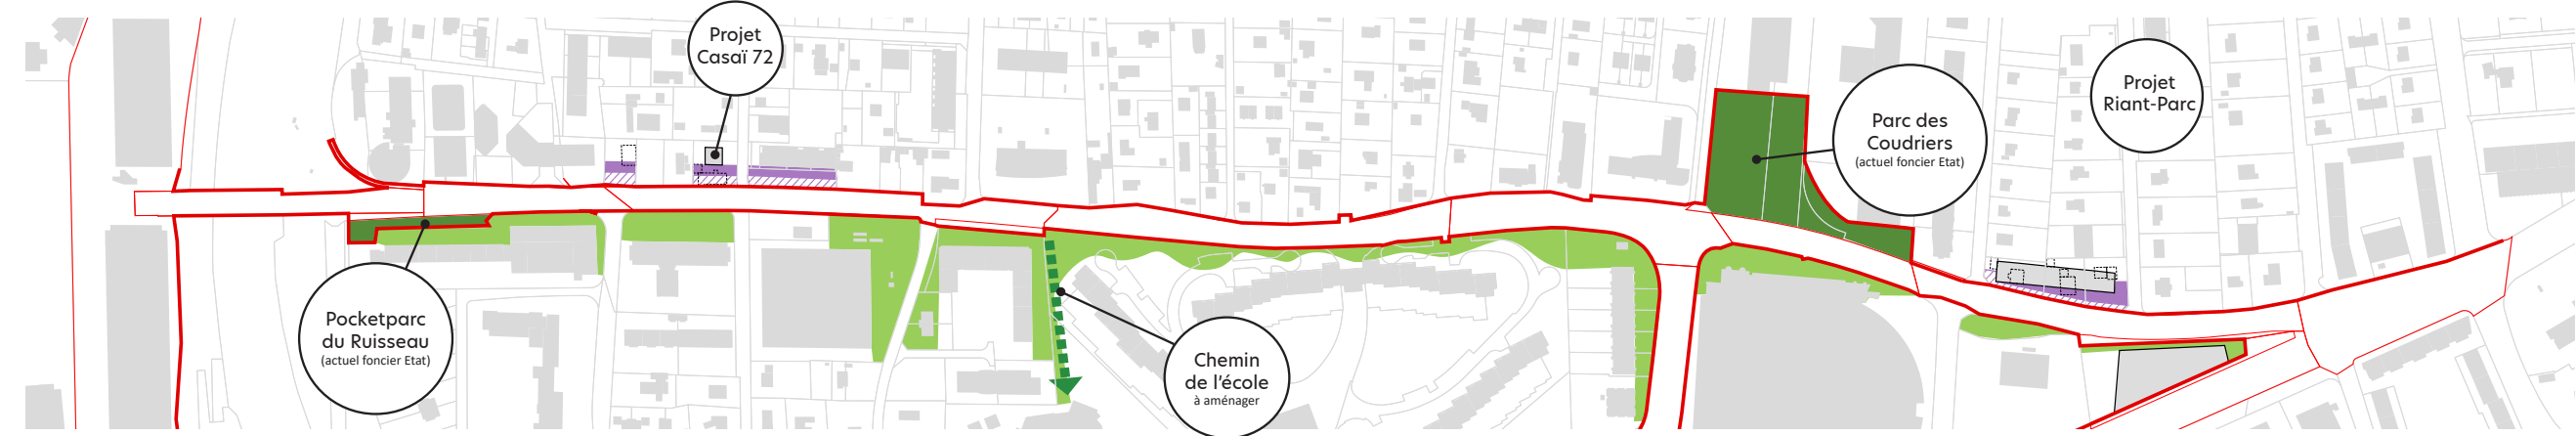 Projet
Casaï 72
Pocketparc
du Ruisseau
(actuel foncier Etat)
Chemin
de l'école
à aménager
Parc des
Coudriers
(actuel foncier Etat)
Projet
Riant-Parc